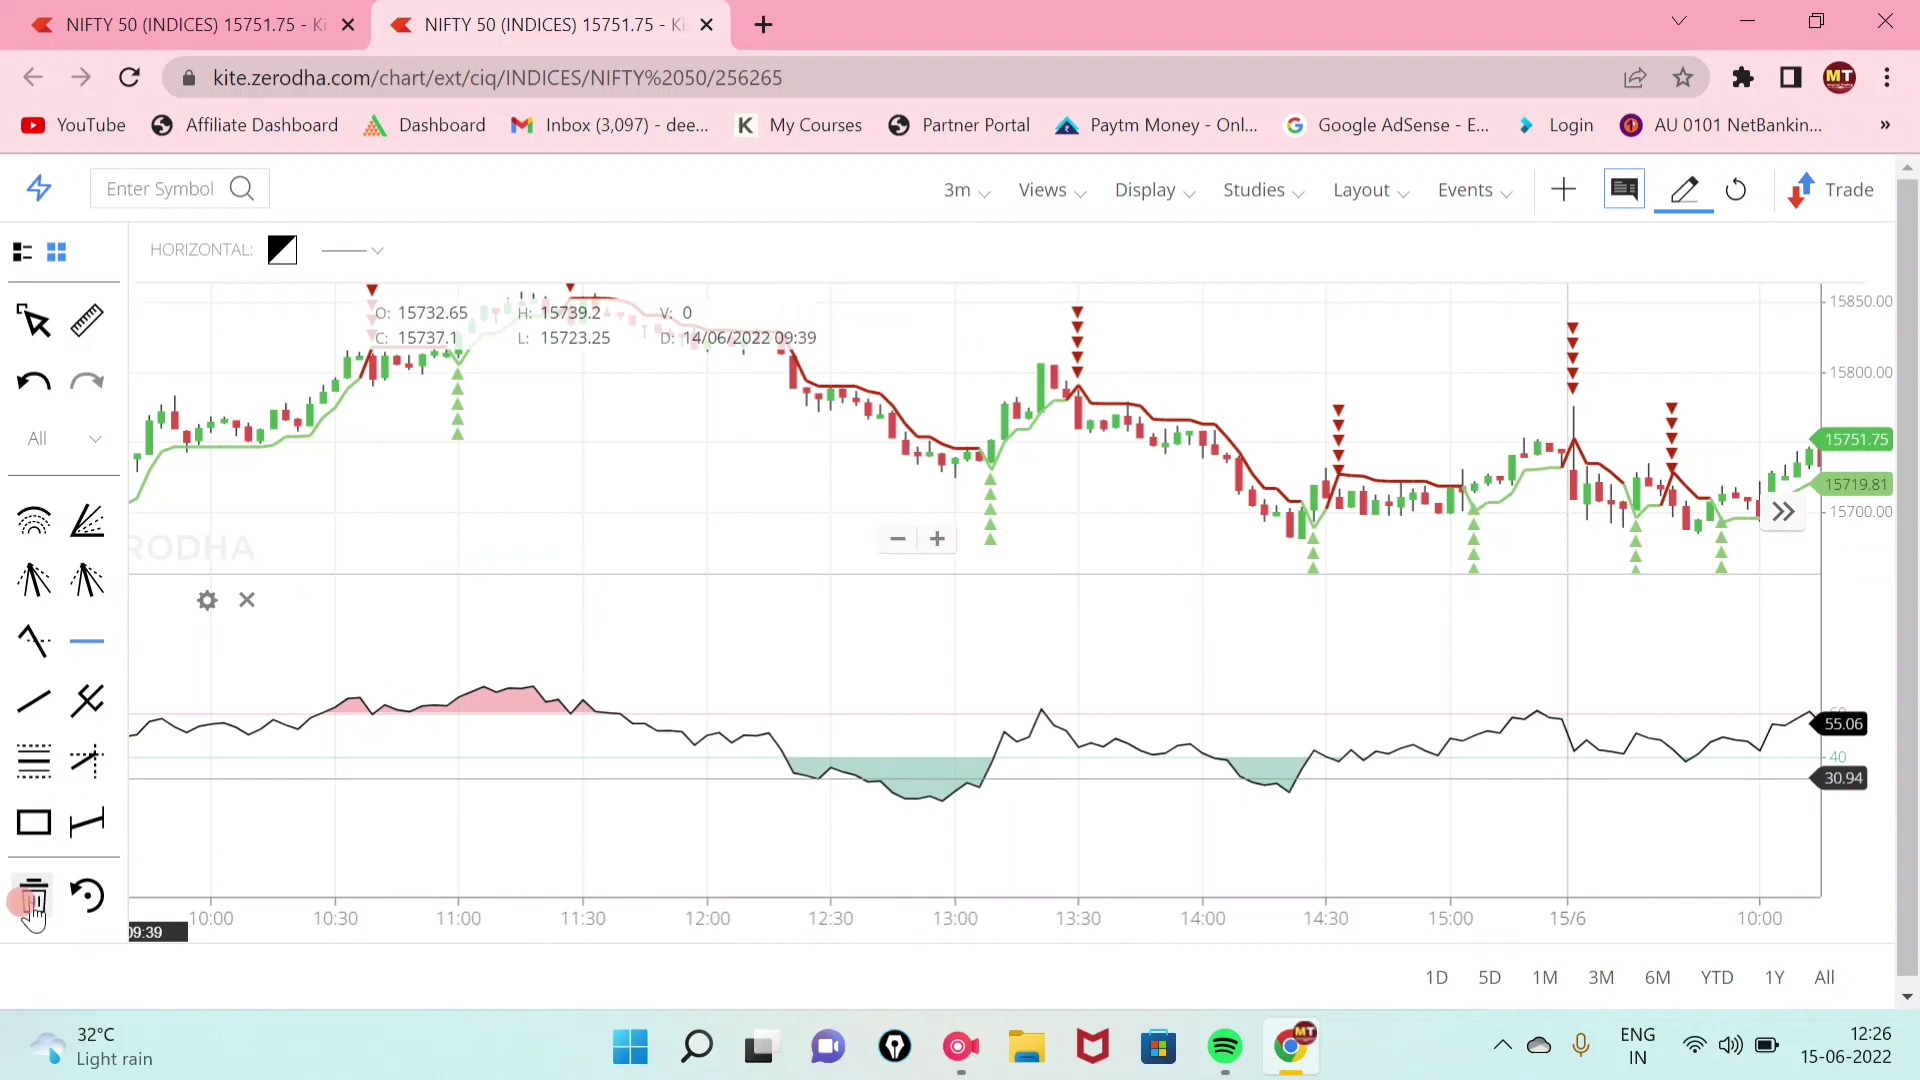 NIFTY 50 (INDICES) 15751.75 - Ki
NIFTY 50 (INDICES) 15751.75 - Ki
kite.zerodha.com/chart/ext/ciq/INDICES/NIFTY%2050/256265
MT
YouTube
Affiliate Dashboard
Dashboard
Inbox (3,097) - dee...
K My Courses
Partner Portal
Paytm Money - Onl...
Google AdSense - E...
Login
AU 0101 NetBankin...
»
Enter Symbol
3m
Views
Display
Studies
Layout
Events
Trade
HORIZONTAL:
O: 15732.65 H: 15739.2 V: 0
C: 15737.1 L: 15723.25 D: 14/06/2022 09:39
15850.00
15800.00
15751.75
15719.81
15700.00
All
RODHA
55.06
40
30.94
10:00 10:30 11:00 11:30 12:00 12:30 13:00 13:30 14:00 14:30 15:00 15/6 10:00
09:39
1D 5D 1M 3M 6M YTD 1Y All
32°C
Light rain
MT
ENG
IN
12:26
15-06-2022